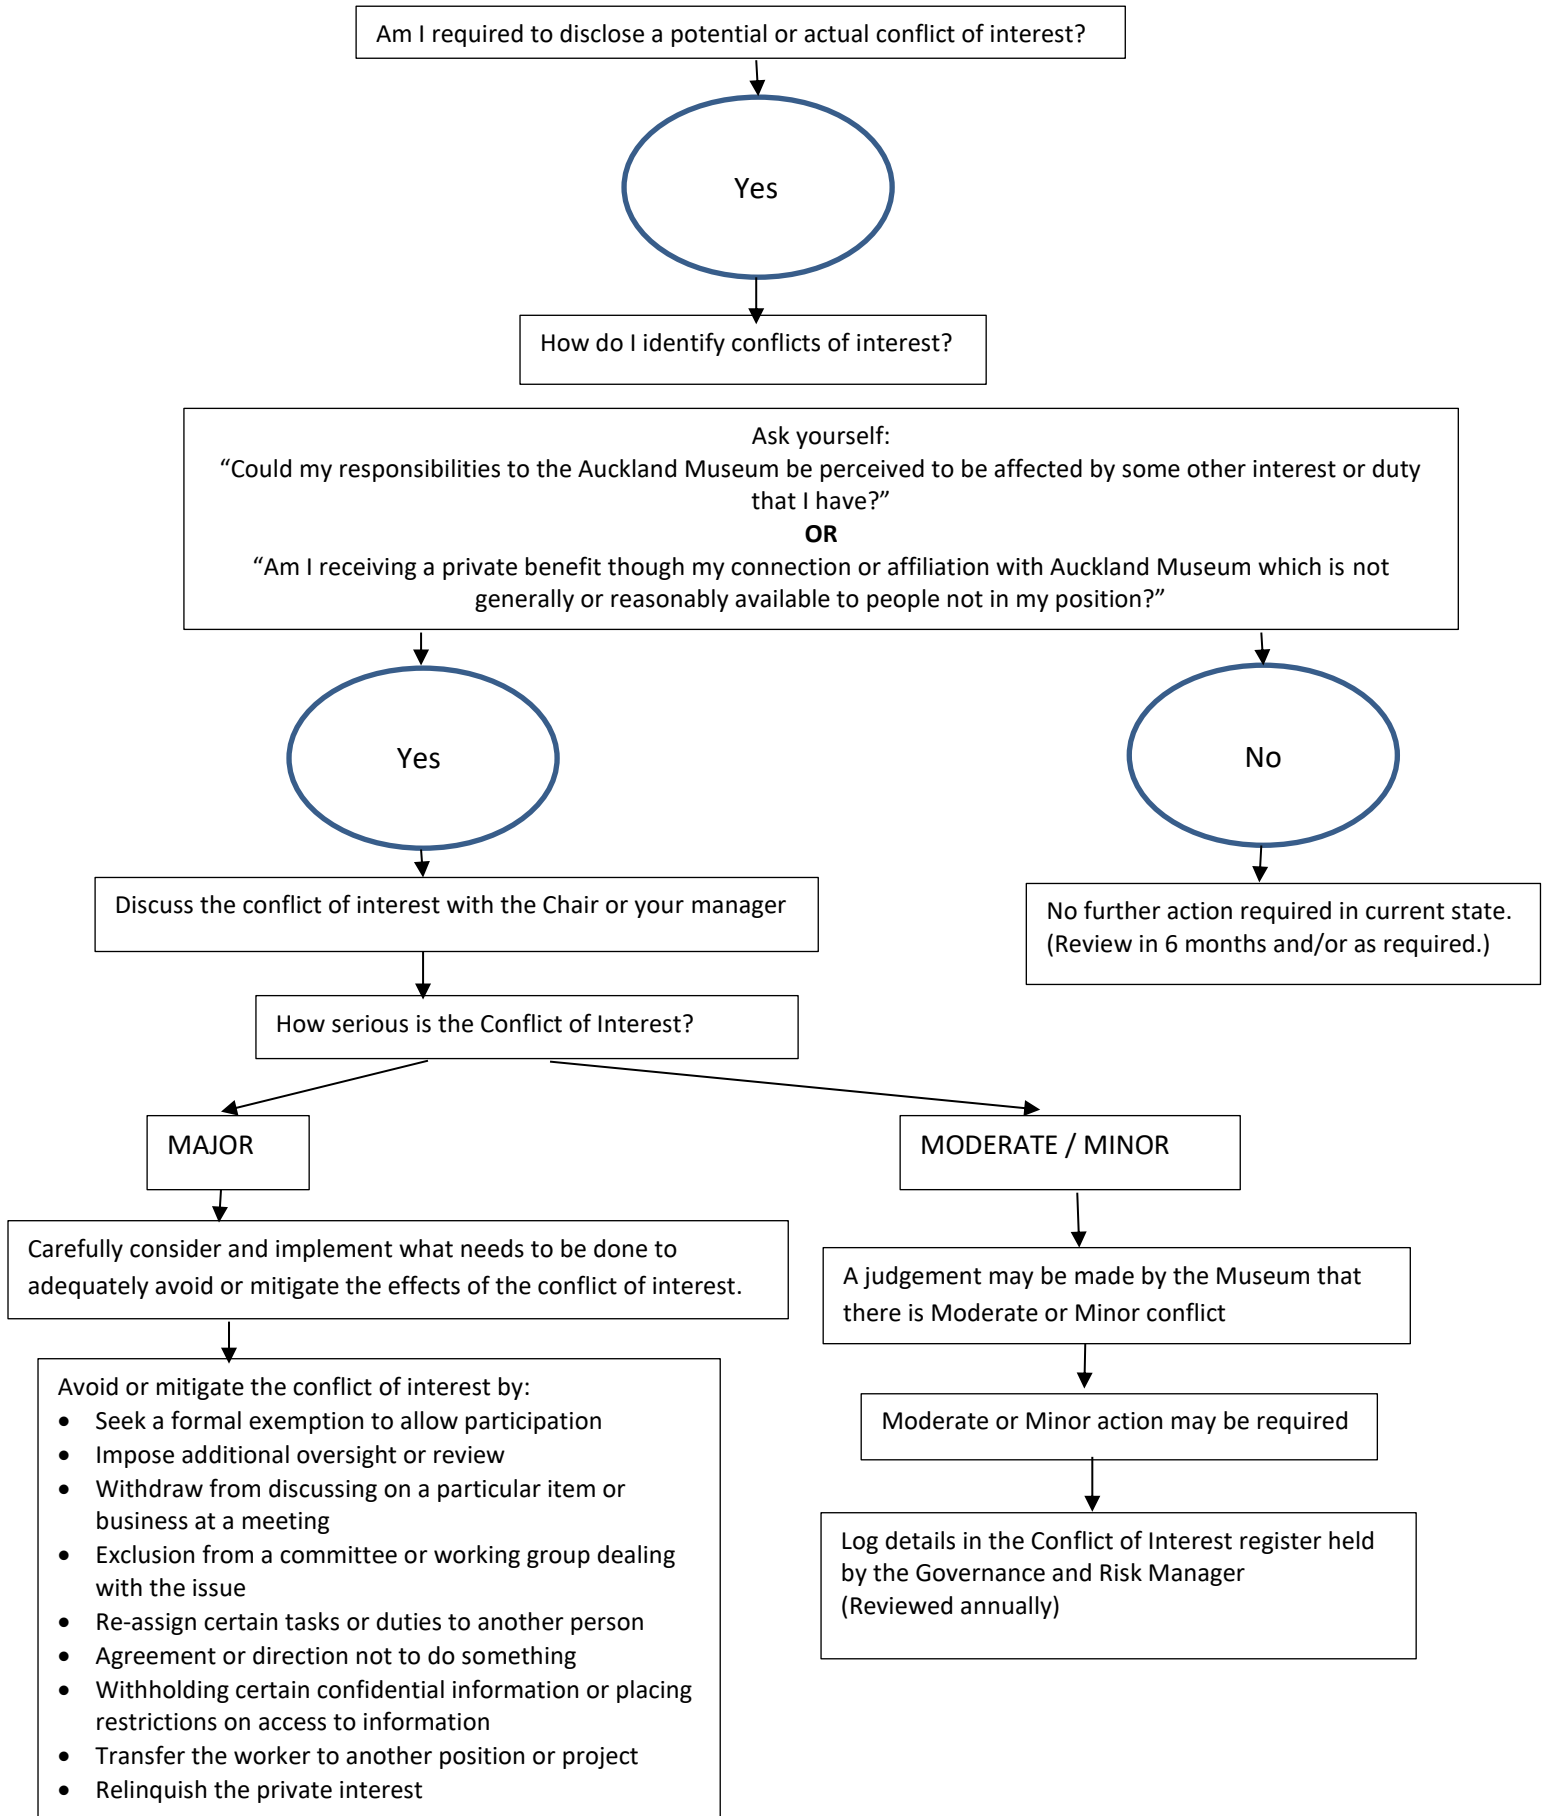 Am I required to disclose a potential or actual conflict of interest?
Yes
How do I identify conflicts of interest?
Ask yourself:
“Could my responsibilities to the Auckland Museum be perceived to be affected by some other interest or duty
that I have?”
OR
“Am I receiving a private benefit though my connection or affiliation with Auckland Museum which is not
generally or reasonably available to people not in my position?”
Yes
No
Discuss the conflict of interest with the Chair or your manager
No further action required in current state.
(Review in 6 months and/or as required.)
How serious is the Conflict of Interest?
MAJOR
MODERATE / MINOR
Carefully consider and implement what needs to be done to
adequately avoid or mitigate the effects of the conflict of interest.
A judgement may be made by the Museum that
there is Moderate or Minor conflict
Avoid or mitigate the conflict of interest by:
• Seek a formal exemption to allow participation
• Impose additional oversight or review
• Withdraw from discussing on a particular item or
business at a meeting
• Exclusion from a committee or working group dealing
with the issue
• Re-assign certain tasks or duties to another person
• Agreement or direction not to do something
• Withholding certain confidential information or placing
restrictions on access to information
• Transfer the worker to another position or project
• Relinquish the private interest
Moderate or Minor action may be required
Log details in the Conflict of Interest register held
by the Governance and Risk Manager
(Reviewed annually)